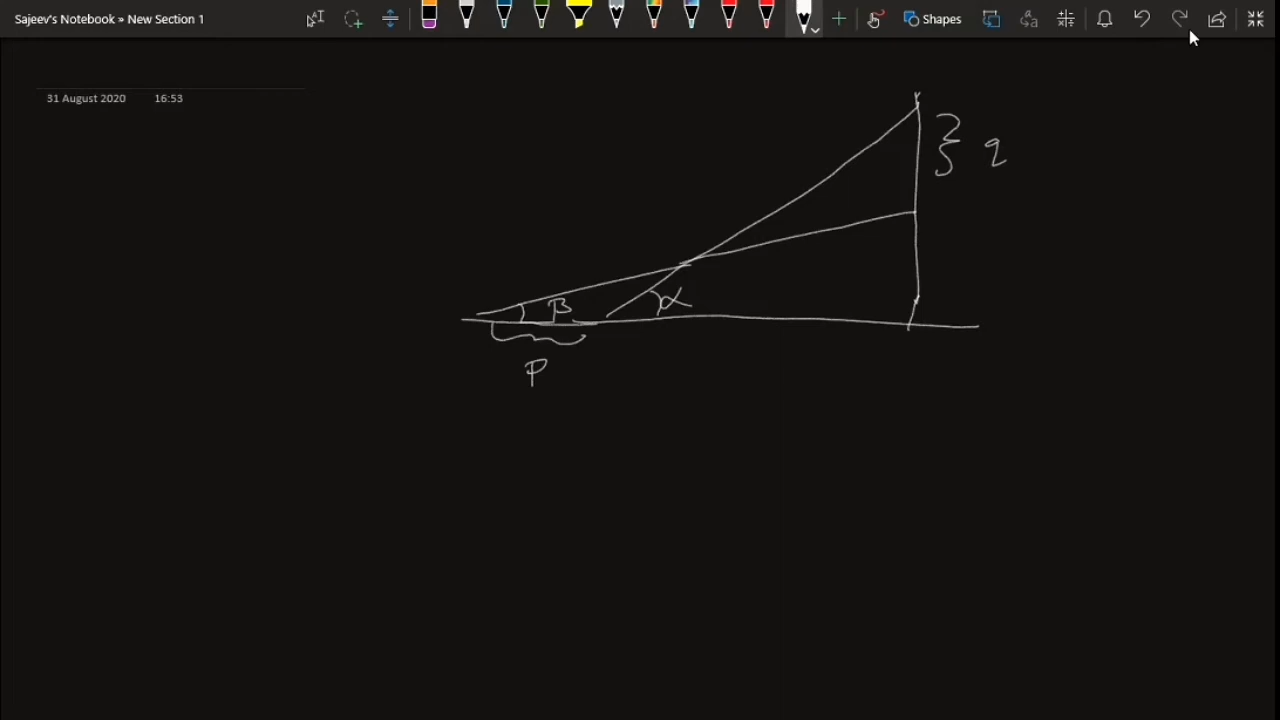 Sajeev's Notebook » New Section 1
Shapes
31 August 2020 16:53
q
β
α
P